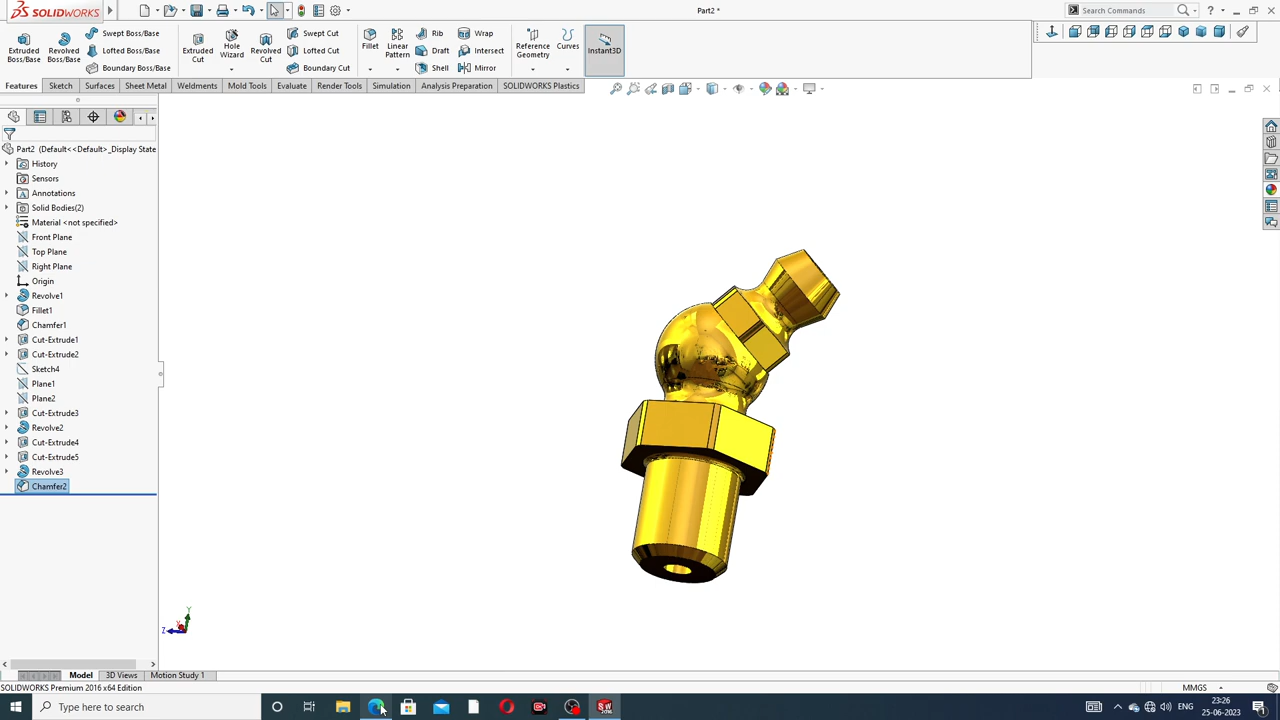 SOLIDWORKS
Part2 *
Search Commands
Extruded Boss/Base
Revolved Boss/Base
Swept Boss/Base
Lofted Boss/Base
Boundary Boss/Base
Extruded Cut
Hole Wizard
Revolved Cut
Swept Cut
Lofted Cut
Boundary Cut
Fillet
Linear Pattern
Rib
Draft
Shell
Wrap
Intersect
Mirror
Reference Geometry
Curves
Instant3D
Features
Sketch
Surfaces
Sheet Metal
Weldments
Mold Tools
Evaluate
Render Tools
Simulation
Analysis Preparation
SOLIDWORKS Plastics
Part2 (Default<<Default>_Display State
History
Sensors
Annotations
Solid Bodies(2)
Material <not specified>
Front Plane
Top Plane
Right Plane
Origin
Revolve1
Fillet1
Chamfer1
Cut-Extrude1
Cut-Extrude2
Sketch4
Plane1
Plane2
Cut-Extrude3
Revolve2
Cut-Extrude4
Cut-Extrude5
Revolve3
Chamfer2
Y
Z
X
Model
3D Views
Motion Study 1
SOLIDWORKS Premium 2016 x64 Edition
MMGS
Type here to search
ENG
23:26
25-06-2023